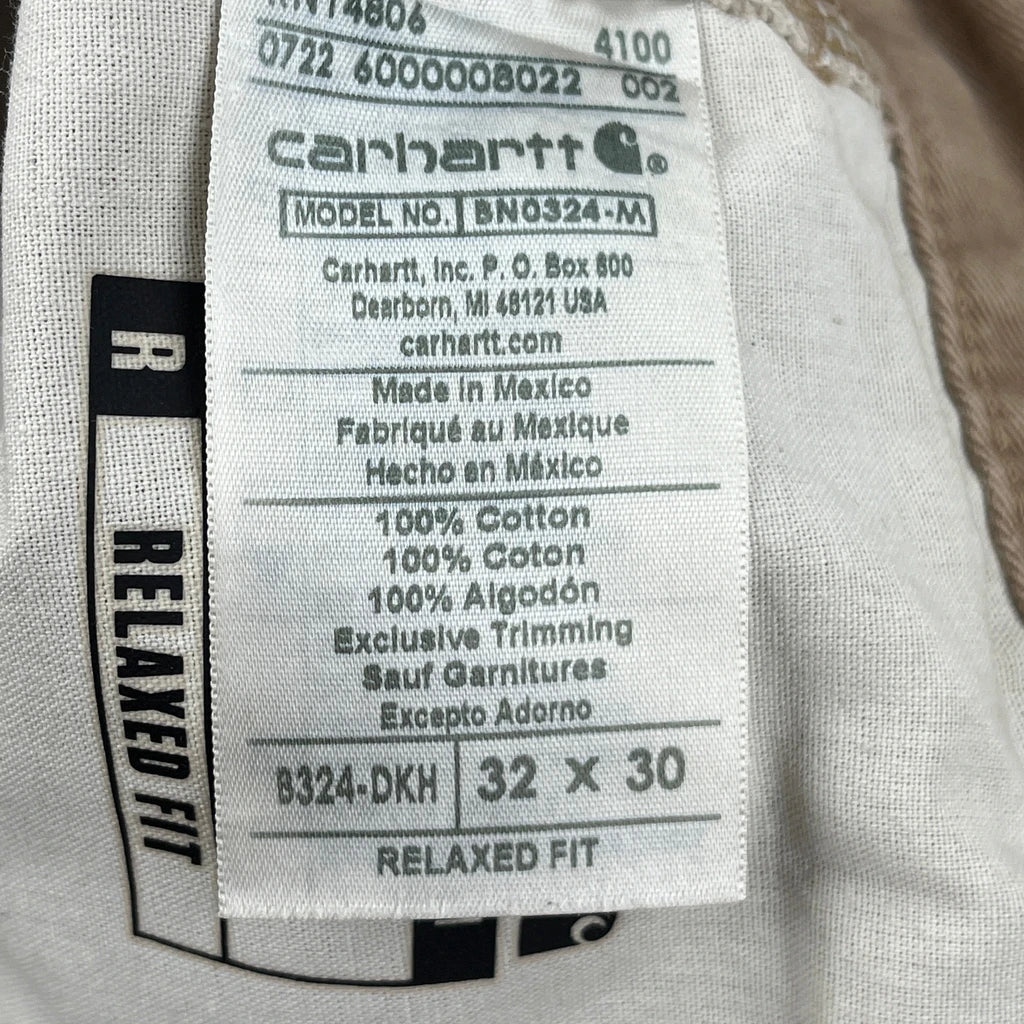 RN14806 4100
0722 6000008022 002
carhartt ®
MODEL NO. BN0324-M
Carhartt, Inc. P. O. Box 600
Dearborn, MI 48121 USA
carhartt.com
Made in Mexico
Fabriqué au Mexique
Hecho en México
100% Cotton
100% Coton
100% Algodón
Exclusive Trimming
Sauf Garnitures
Excepto Adorno
B324-DKH 32 X 30
RELAXED FIT
R
RELAXED FIT